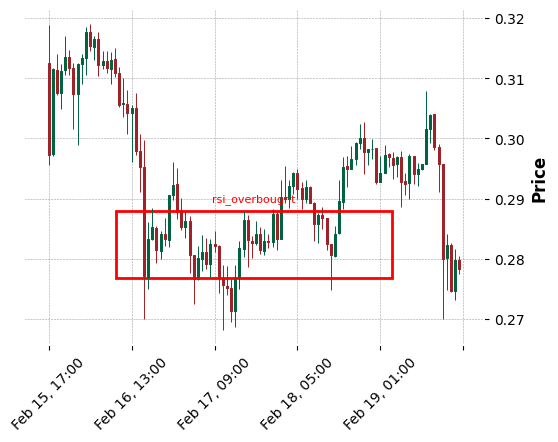 0.32
0.31
0.30
0.29
0.28
0.27
Price
rsi_overbought
Feb 15, 17:00
Feb 16, 13:00
Feb 17, 09:00
Feb 18, 05:00
Feb 19, 01:00